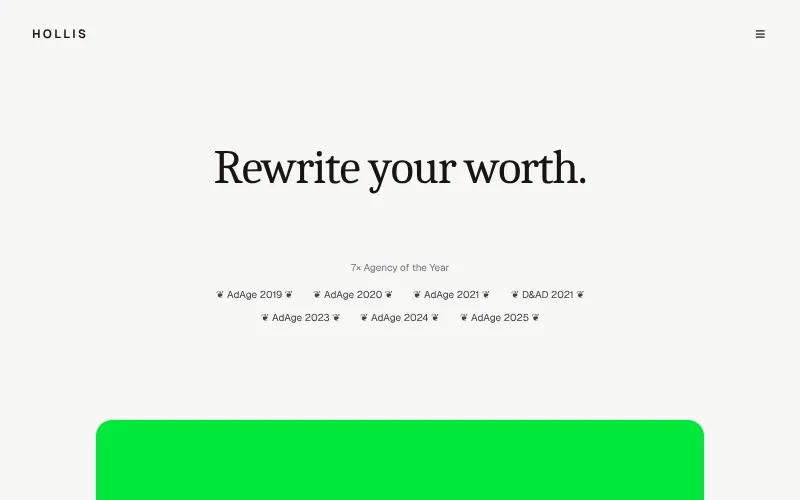 HOLLIS
Rewrite your worth.
7× Agency of the Year
❦ AdAge 2019 ❦ ❦ AdAge 2020 ❦ ❦ AdAge 2021 ❦ ❦ D&AD 2021 ❦
❦ AdAge 2023 ❦ ❦ AdAge 2024 ❦ ❦ AdAge 2025 ❦